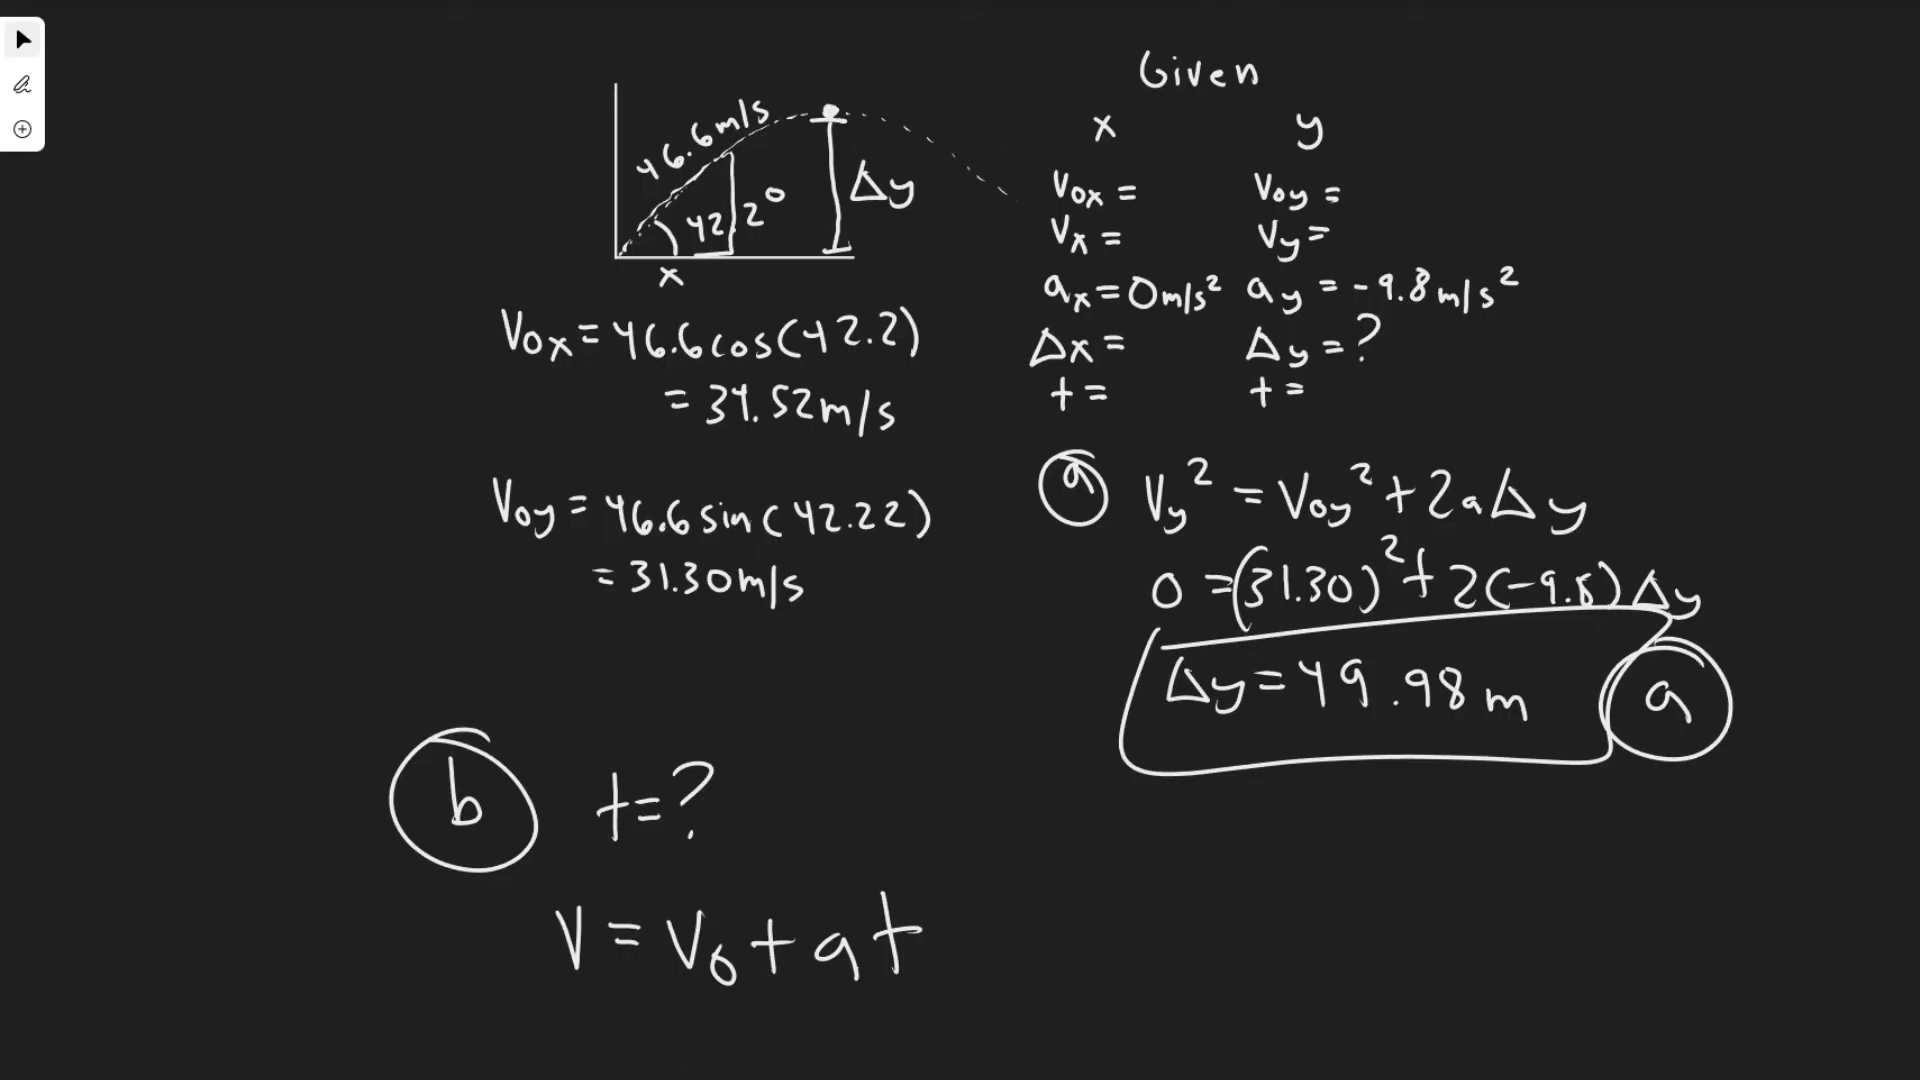 Given
x y
46.6m/s
42.2°
Δy
x
Vox = Voy =
Vx = Vy =
ax = 0m/s² ay = -9.8m/s²
Δx = Δy = ?
t = t =
Vox = 46.6cos(42.2)
= 34.52m/s
Voy = 46.6sin(42.22)
= 31.30m/s
a Vy² = Voy² + 2aΔy
0 = (31.30)² + 2(-9.8)Δy
Δy = 49.98m a
b t = ?
V = Vo + at